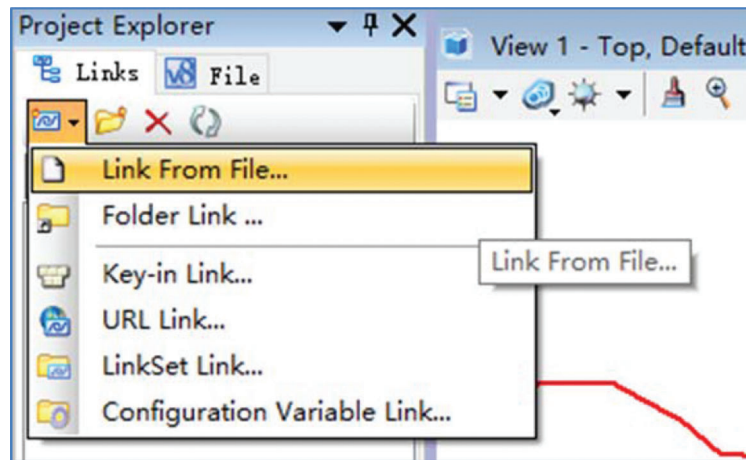 Project Explorer
View 1 - Top, Default
Links
File
Link From File...
Folder Link ...
Link From File...
Key-in Link...
URL Link...
LinkSet Link...
Configuration Variable Link...